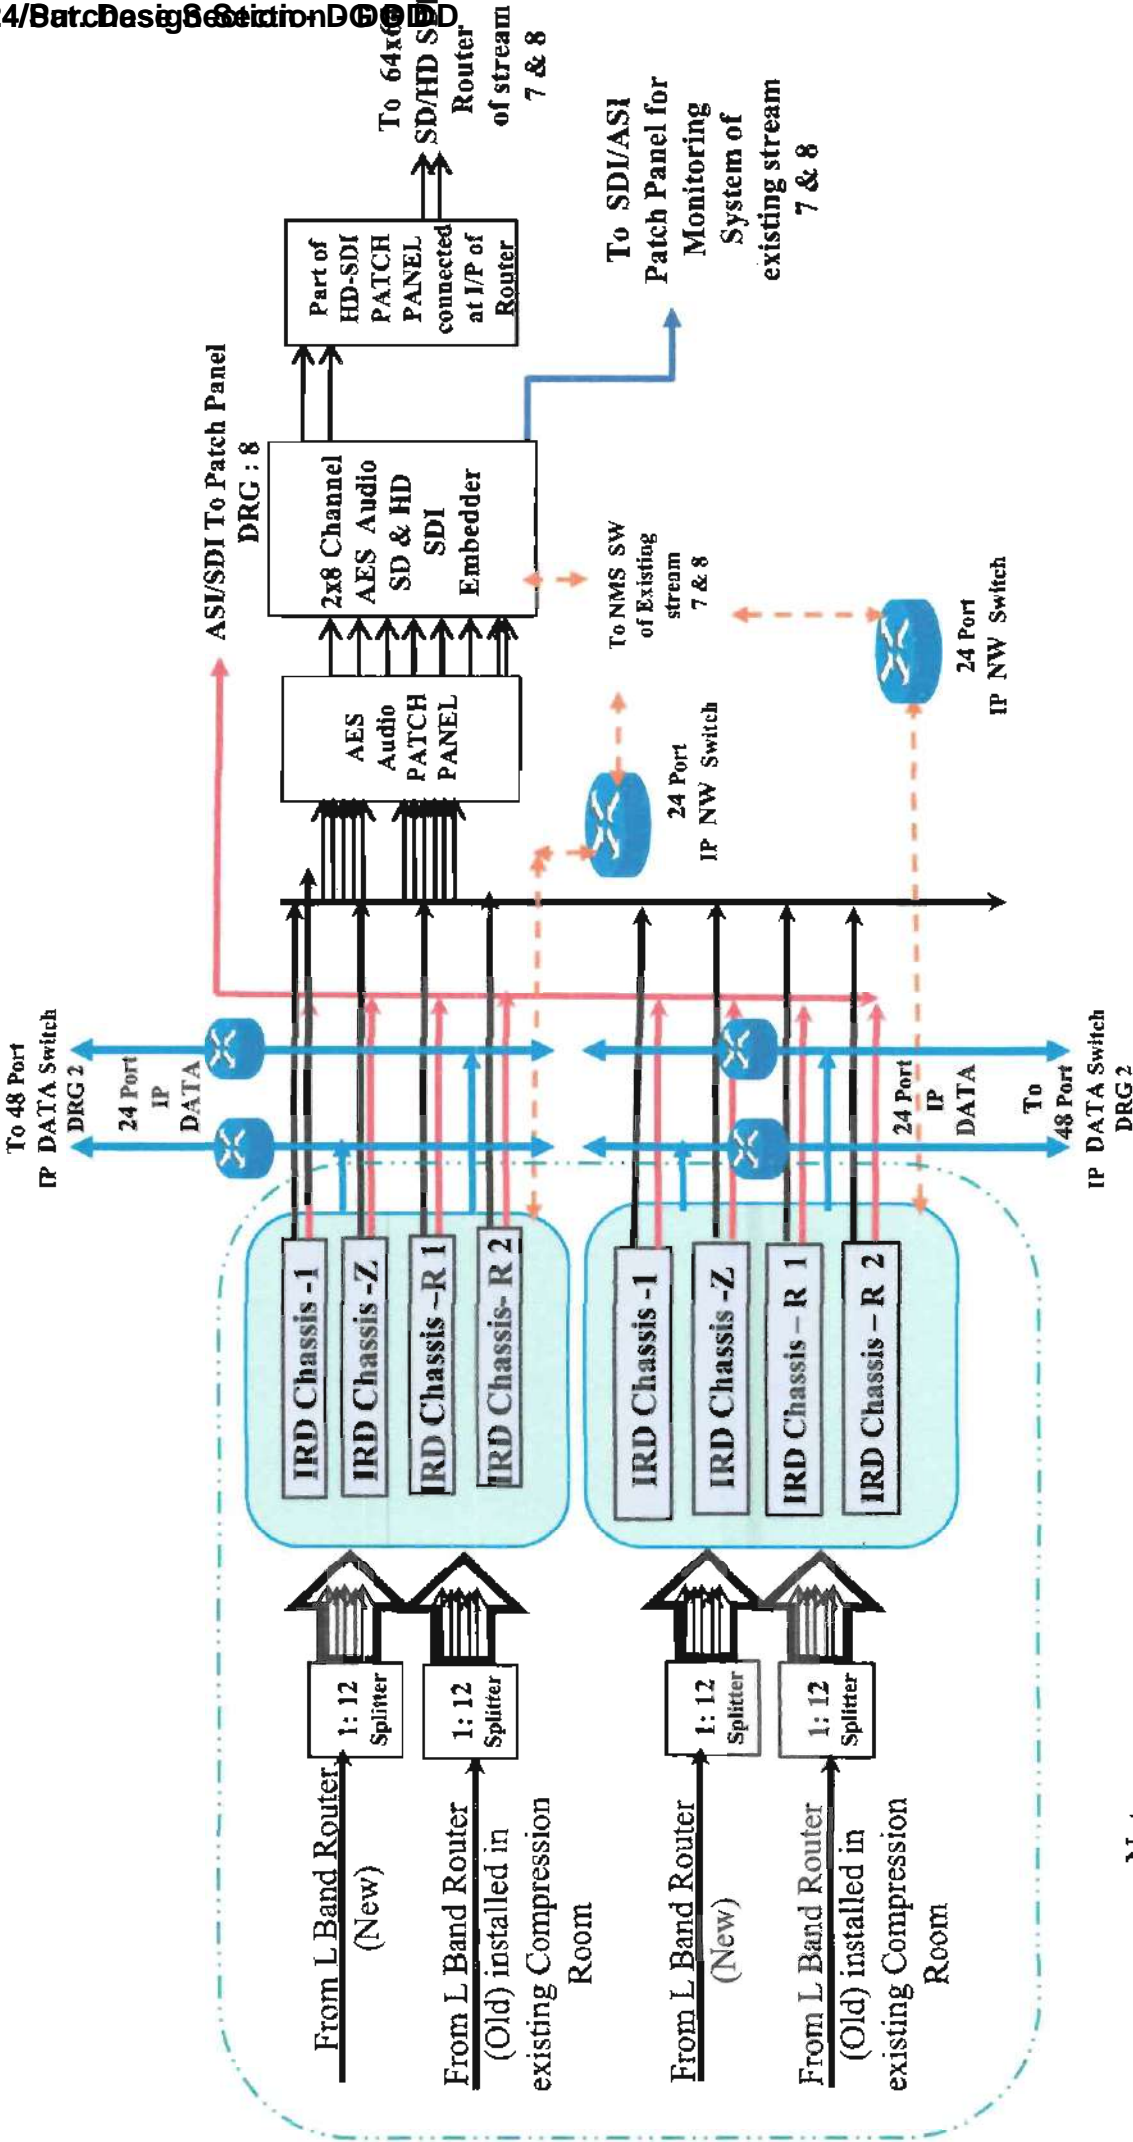 To 64x6
SD/HD S
Router
of stream
7 & 8
To SDI/ASI
Patch Panel for
Monitoring
System of
existing stream
7 & 8
Part of
HD-SDI
PATCH
PANEL
connected
at I/P of
Router
ASI/SDI To Patch Panel
DRG : 8
2x8 Channel
AES Audio
SD & HD
SDI
Embedder
To NMS SW
of Existing
stream
7 & 8
AES
Audio
PATCH
PANEL
24 Port
IP NW Switch
24 Port
IP NW Switch
To 48 Port
IP DATA Switch
DRG 2
24 Port
IP
DATA
24 Port
IP
DATA
To
48 Port
IP DATA Switch
DRG 2
IRD Chassis -1
IRD Chassis -Z
IRD Chassis –R 1
IRD Chassis- R 2
IRD Chassis -1
IRD Chassis -Z
IRD Chassis – R 1
IRD Chassis – R 2
1: 12
Splitter
1: 12
Splitter
1: 12
Splitter
1: 12
Splitter
From L Band Router
(New)
From L Band Router
(Old) installed in
existing Compression
Room
From L Band Router
(New)
From L Band Router
(Old) installed in
existing Compression
Room